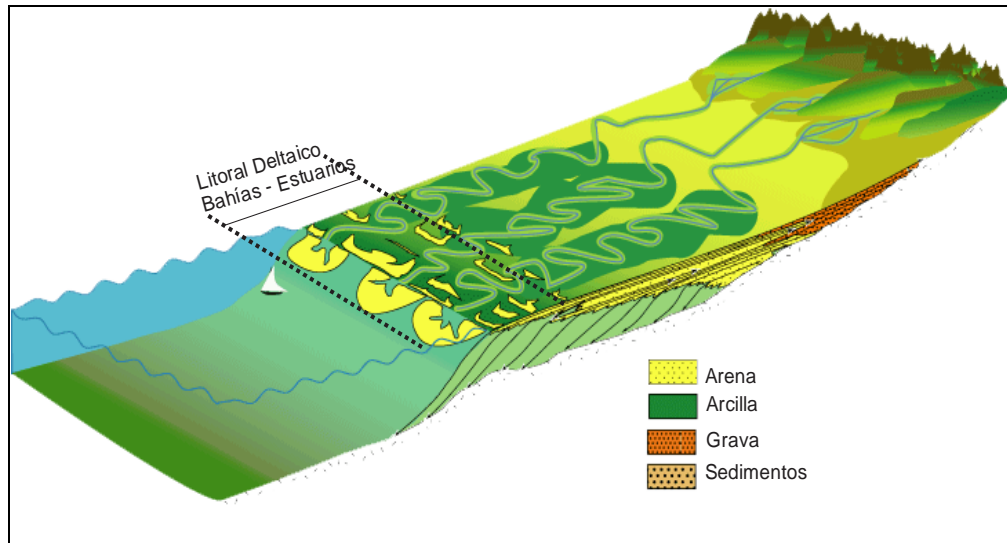 Litoral Deltaico
Bahías - Estuarios
Arena
Arcilla
Grava
Sedimentos